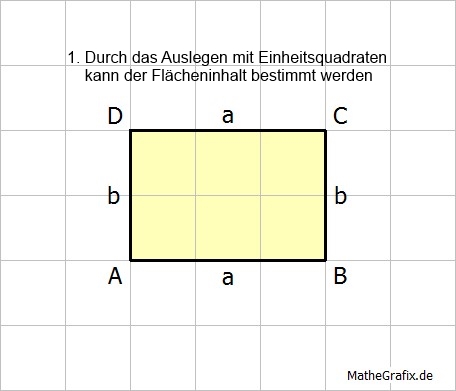 1. Durch das Auslegen mit Einheitsquadraten
kann der Flächeninhalt bestimmt werden
D a C
b b
A a B
MatheGrafix.de